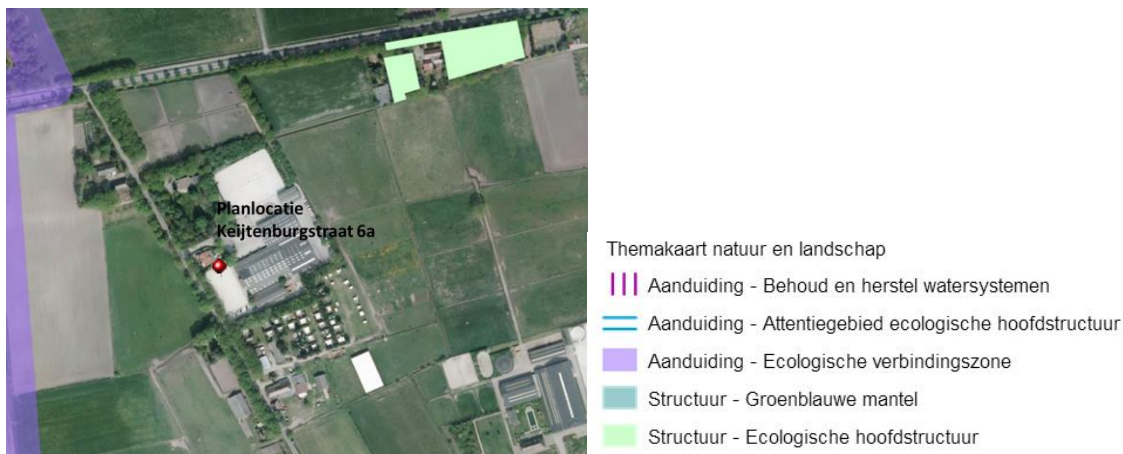 Planlocatie
Keijtenburgstraat 6a
Themakaart natuur en landschap
Aanduiding - Behoud en herstel watersystemen
Aanduiding - Attentiegebied ecologische hoofdstructuur
Aanduiding - Ecologische verbindingszone
Structuur - Groenblauwe mantel
Structuur - Ecologische hoofdstructuur